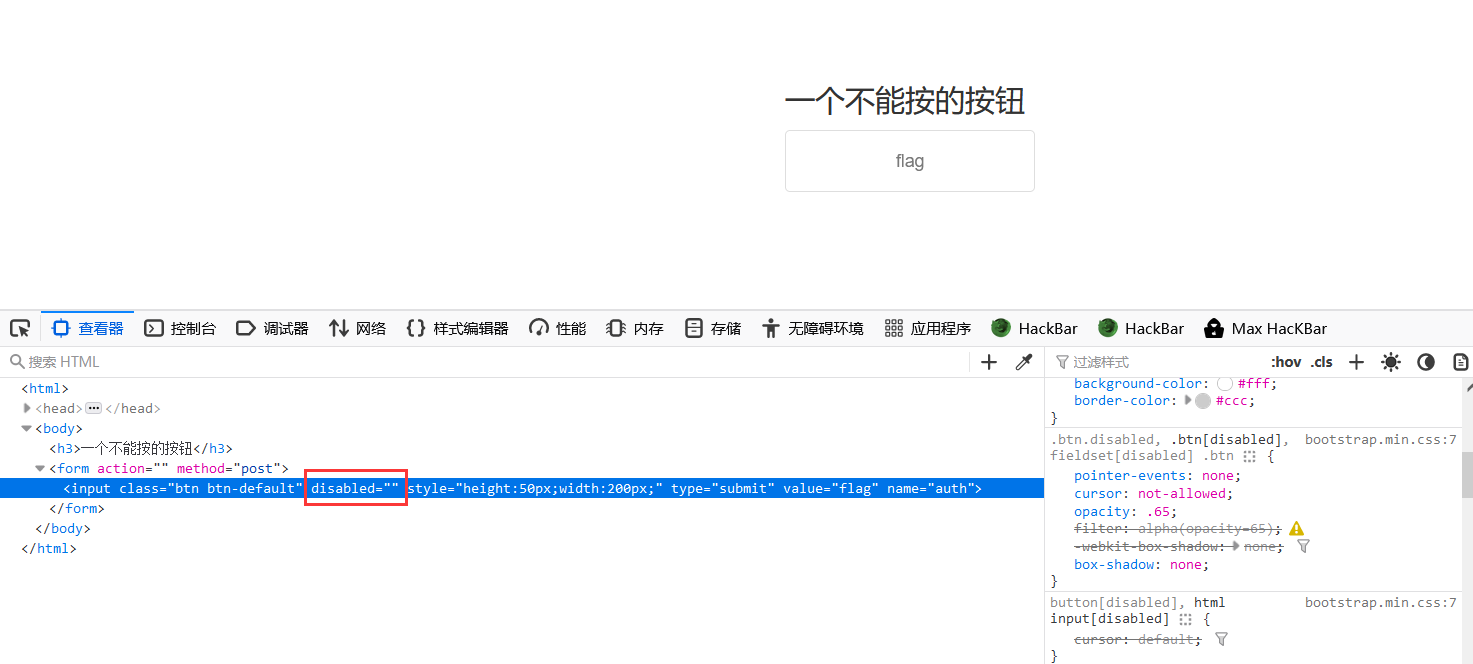 一个不能按的按钮
flag
查看器 控制台 调试器 网络 样式编辑器 性能 内存 存储 无障碍环境 应用程序 HackBar HackBar Max HacKBar
搜索 HTML
过滤样式 :hov .cls
<html>
<head> ••• </head>
<body>
<h3>一个不能按的按钮</h3>
<form action="" method="post">
<input class="btn btn-default" disabled="" style="height:50px;width:200px;" type="submit" value="flag" name="auth">
</form>
</body>
</html>
background-color: #fff;
border-color: #ccc;
}
.btn.disabled, .btn[disabled], bootstrap.min.css:7
fieldset[disabled] .btn {
pointer-events: none;
cursor: not-allowed;
opacity: .65;
filter: alpha(opacity=65);
-webkit-box-shadow: none;
box-shadow: none;
}
button[disabled], html bootstrap.min.css:7
input[disabled] {
cursor: default;
}